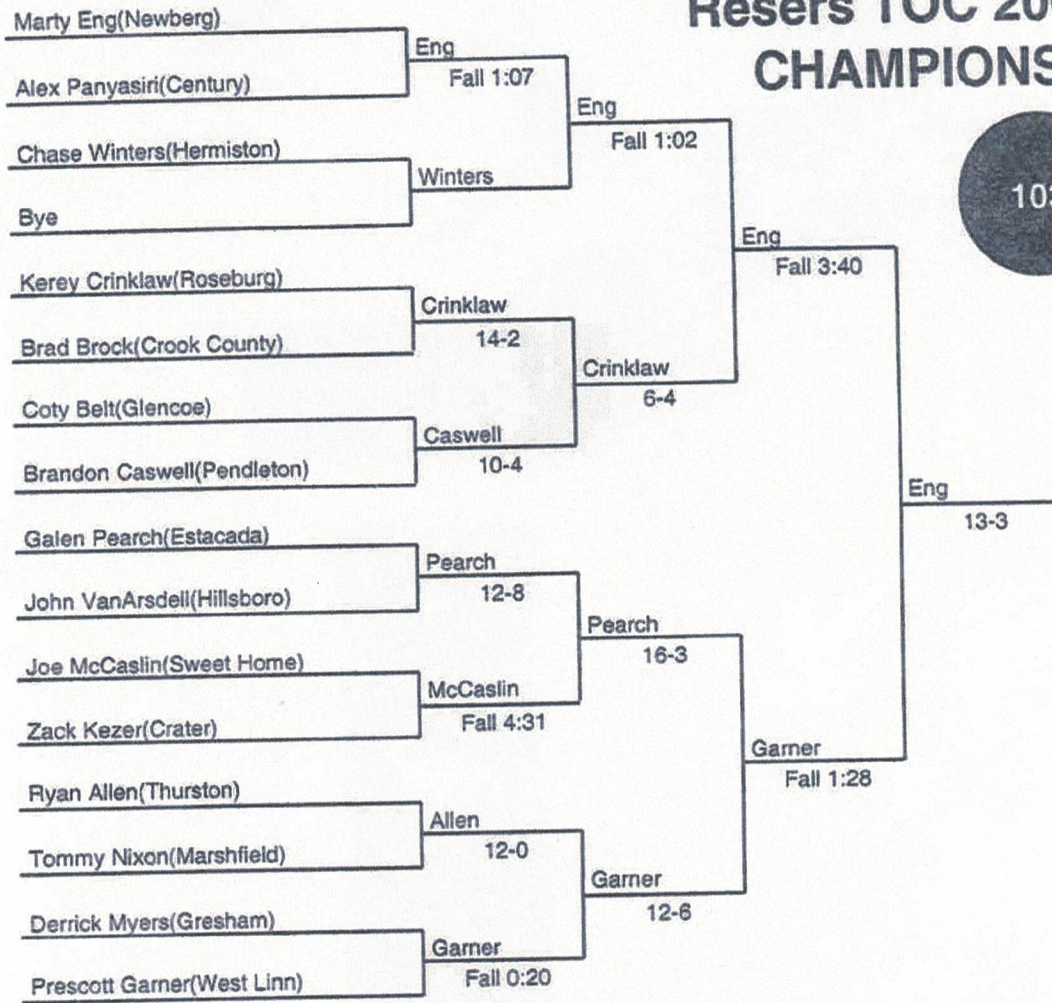 Resers TOC 200
CHAMPIONS
Marty Eng(Newberg)
Eng
Fall 1:07
Alex Panyasiri(Century)
Eng
Fall 1:02
Chase Winters(Hermiston)
Winters
Bye
Eng
Fall 3:40
Kerey Crinklaw(Roseburg)
Crinklaw
14-2
Brad Brock(Crook County)
Crinklaw
6-4
Coty Belt(Glencoe)
Caswell
10-4
Brandon Caswell(Pendleton)
Eng
13-3
Galen Pearch(Estacada)
Pearch
12-8
John VanArsdell(Hillsboro)
Pearch
16-3
Joe McCaslin(Sweet Home)
McCaslin
Fall 4:31
Zack Kezer(Crater)
Garner
Fall 1:28
Ryan Allen(Thurston)
Allen
12-0
Tommy Nixon(Marshfield)
Garner
12-6
Derrick Myers(Gresham)
Garner
Fall 0:20
Prescott Garner(West Linn)